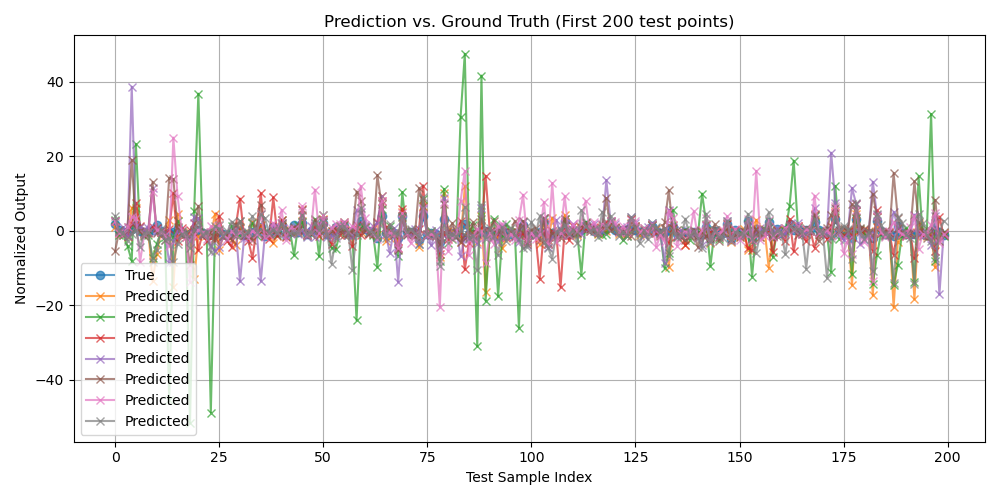 Prediction vs. Ground Truth (First 200 test points)
Normalized Output
40
20
0
−20
−40
True
Predicted
Predicted
Predicted
Predicted
Predicted
Predicted
Predicted
0 25 50 75 100 125 150 175 200
Test Sample Index